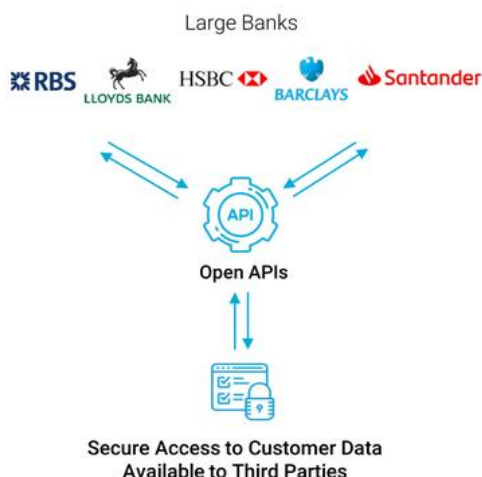 Large Banks
RBS
LLOYDS BANK
HSBC
BARCLAYS
Santander
API
Open APIs
Secure Access to Customer Data
Available to Third Parties